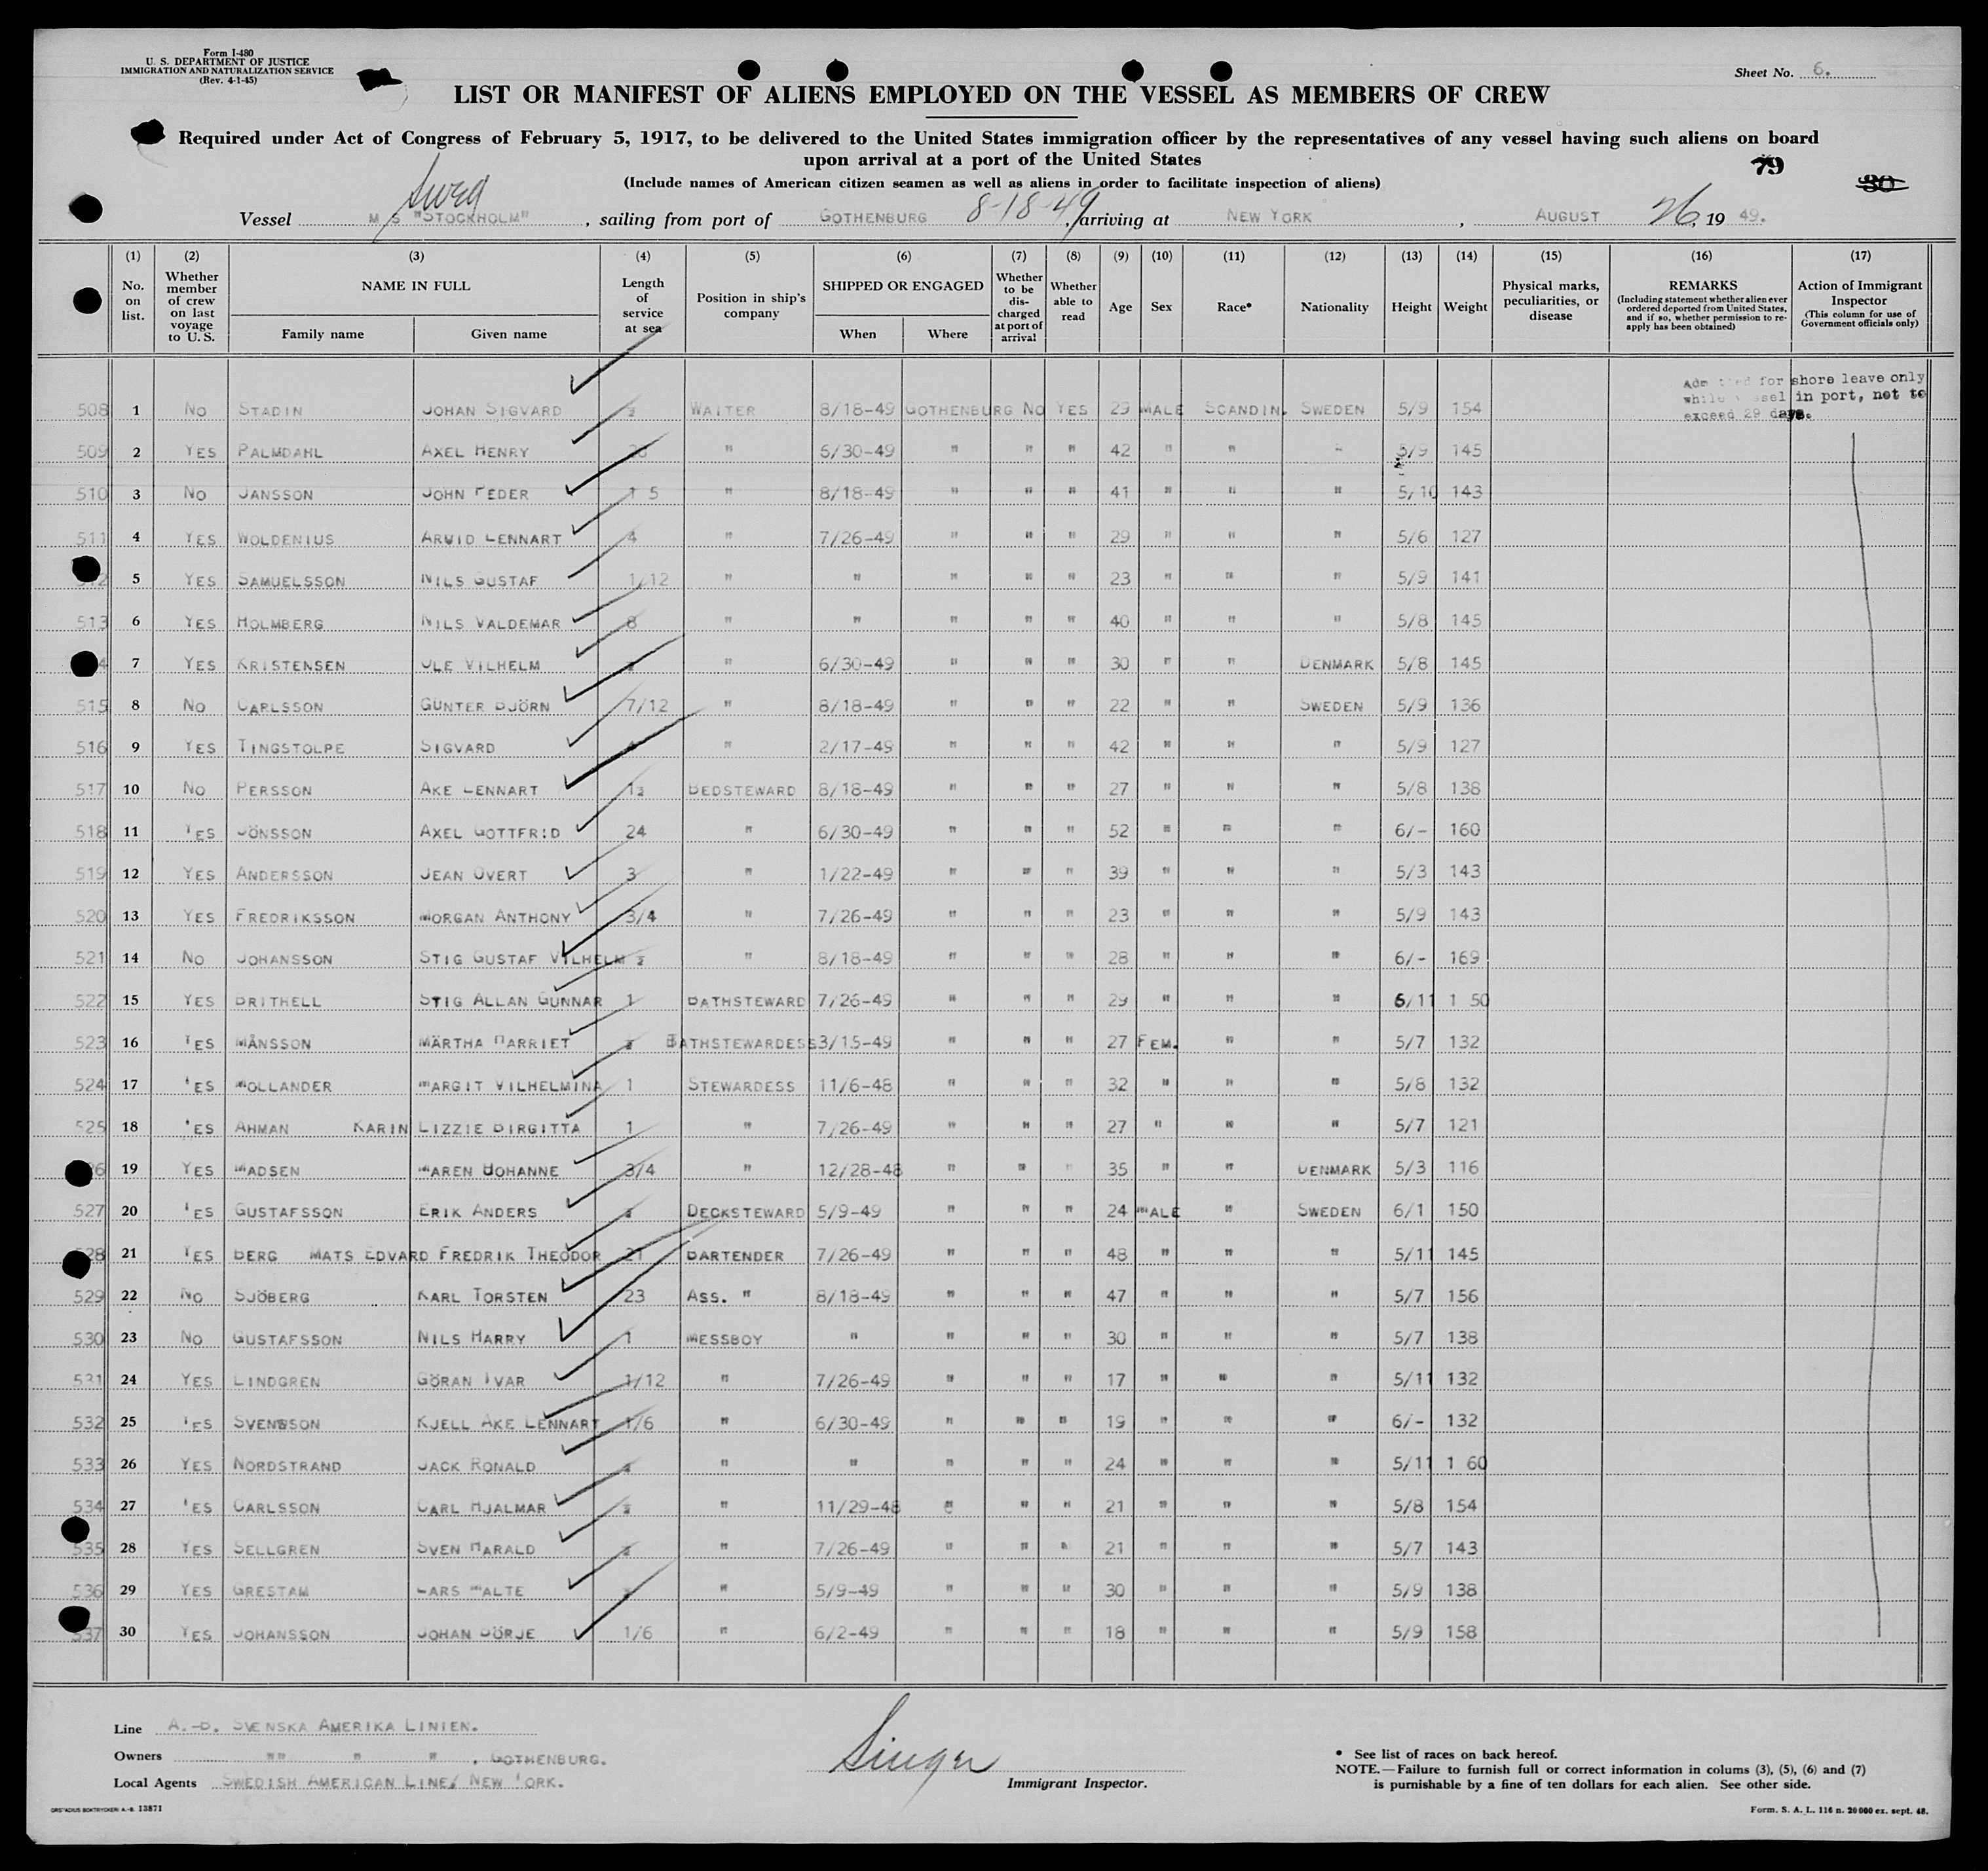 Form I-480
U. S. DEPARTMENT OF JUSTICE
IMMIGRATION AND NATURALIZATION SERVICE
(Rev. 4-1-45)
Sheet No. 6.
LIST OR MANIFEST OF ALIENS EMPLOYED ON THE VESSEL AS MEMBERS OF CREW
Required under Act of Congress of February 5, 1917, to be delivered to the United States immigration officer by the representatives of any vessel having such aliens on board
upon arrival at a port of the United States
79
30
(Include names of American citizen seamen as well as aliens in order to facilitate inspection of aliens)
Swed
Vessel M S "STOCKHOLM", sailing from port of GOTHENBURG 8-18-49, arriving at NEW YORK, AUGUST 26, 19 49.
(1) (2) (3) (4) (5) (6) (7) (8) (9) (10) (11) (12) (13) (14) (15) (16) (17)
No. on list. Whether member of crew on last voyage to U. S. NAME IN FULL Family name Given name Length of service at sea Position in ship's company SHIPPED OR ENGAGED When Where Whether to be discharged at port of arrival Whether able to read Age Sex Race* Nationality Height Weight Physical marks, peculiarities, or disease REMARKS (Including statement whether alien ever ordered deported from United States, and if so, whether permission to re-apply has been obtained) Action of Immigrant Inspector (This column for use of Government officials only)
Admitted for shore leave only
while vessel in port, not to
exceed 29 days.
508 1 NO STADIN JOHAN SIGVARD WAITER 8/18-49 GOTHENBURG NO YES 29 MALE SCANDIN. SWEDEN 5/9 154
509 2 YES PALMDAHL AXEL HENRY " 6/30-49 " " " 42 " " " 5/9 145
510 3 NO JANSSON JOHN PEDER 1 5 " 8/18-49 " " " 41 " " " 5/10 143
511 4 YES WOLDENIUS ARVID LENNART 4 " 7/26-49 " " " 29 " " " 5/6 127
5 YES SAMUELSSON NILS GUSTAF 1/12 " " " " " 23 " " " 5/9 141
513 6 YES HOLMBERG NILS VALDEMAR 8 " " " " " 40 " " " 5/8 145
7 YES KRISTENSEN OLE VILHELM " 6/30-49 " " " 30 " " DENMARK 5/8 145
515 8 NO CARLSSON GUNTER BJÖRN 7/12 " 8/18-49 " " " 22 " " SWEDEN 5/9 136
516 9 YES TINGSTOLPE SIGVARD " 2/17-49 " " " 42 " " " 5/9 127
517 10 NO PERSSON AKE LENNART 1½ BEDSTEWARD 8/18-49 " " " 27 " " " 5/8 138
518 11 YES JÖNSSON AXEL GOTTFRID 24 " 6/30-49 " " " 52 " " " 6/- 160
519 12 YES ANDERSSON JEAN OVERT 3 " 1/22-49 " " " 39 " " " 5/3 143
520 13 YES FREDRIKSSON MORGAN ANTHONY 3/4 " 7/26-49 " " " 23 " " " 5/9 143
521 14 NO JOHANSSON STIG GUSTAF VILHELM ½ " 8/18-49 " " " 28 " " " 6/- 169
522 15 YES BRITHELL STIG ALLAN GUNNAR 1 BATHSTEWARD 7/26-49 " " " 29 " " " 5/11 1 50
523 16 YES MÅNSSON MÄRTHA HARRIET ½ BATHSTEWARDESS 3/15-49 " " " 27 FEM. " " 5/7 132
524 17 YES MOLLANDER MARGIT VILHELMINA 1 STEWARDESS 11/6-48 " " " 32 " " " 5/8 132
525 18 YES AHMAN KARIN LIZZIE BIRGITTA 1 " 7/26-49 " " " 27 " " " 5/7 121
19 YES MADSEN MAREN JOHANNE 3/4 " 12/28-48 " " " 35 " " DENMARK 5/3 116
527 20 YES GUSTAFSSON ERIK ANDERS DECKSTEWARD 5/9-49 " " " 24 MALE " SWEDEN 6/1 150
528 21 YES BERG MATS EDVARD FREDRIK THEODOR 21 BARTENDER 7/26-49 " " " 48 " " " 5/11 145
529 22 NO SJÖBERG KARL TORSTEN 23 ASS. " 8/18-49 " " " 47 " " " 5/7 156
530 23 NO GUSTAFSSON NILS HARRY 1 MESSBOY " " " " 30 " " " 5/7 138
531 24 YES LINDGREN GÖRAN IVAR 1/12 " 7/26-49 " " " 17 " " " 5/11 132
532 25 YES SVENSSON KJELL AKE LENNART 1/6 " 6/30-49 " " " 19 " " " 6/- 132
533 26 YES NORDSTRAND JACK RONALD " " " " " 24 " " " 5/11 1 60
534 27 YES CARLSSON CARL HJALMAR " 11/29-48 " " " 21 " " " 5/8 154
535 28 YES SELLGREN SVEN HARALD " 7/26-49 " " " 21 " " " 5/7 143
536 29 YES GRESTAM LARS MALTE " 5/9-49 " " " 30 " " " 5/9 138
537 30 YES JOHANSSON JOHAN BÖRJE 1/6 " 6/2-49 " " " 18 " " " 5/9 158
Line A.-B. SVENSKA AMERIKA LINIEN.
Owners "" " " , GOTHENBURG.
Local Agents SWEDISH AMERICAN LINE, NEW YORK.
Singer
Immigrant Inspector.
* See list of races on back hereof.
NOTE.—Failure to furnish full or correct information in colums (3), (5), (6) and (7)
is purnishable by a fine of ten dollars for each alien. See other side.
BOKTRYCKERI A.-B. 13871
Form. S. A. L. 116 n. 20 000 ex. sept. 48.